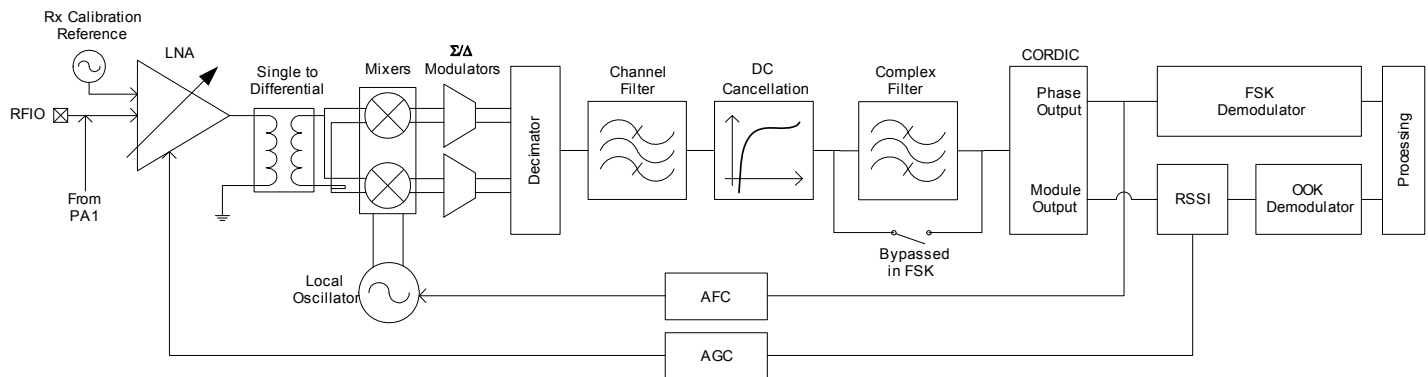 Rx Calibration
Reference
LNA
RFIO
From
PA1
Single to
Differential
Mixers
Σ/Δ
Modulators
Local
Oscillator
Decimator
Channel
Filter
DC
Cancellation
Complex
Filter
Bypassed
in FSK
CORDIC
Phase
Output
Module
Output
FSK
Demodulator
RSSI
OOK
Demodulator
Processing
AFC
AGC